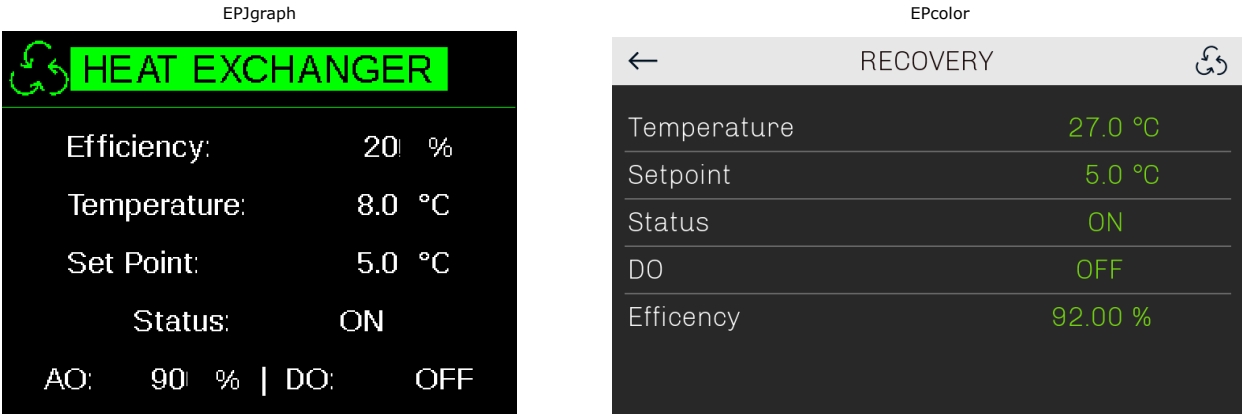 EPJgraph
HEAT EXCHANGER
Efficiency: 20 %
Temperature: 8.0 °C
Set Point: 5.0 °C
Status: ON
AO: 90 % | DO: OFF
EPcolor
RECOVERY
Temperature 27.0 °C
Setpoint 5.0 °C
Status ON
DO OFF
Efficency 92.00 %